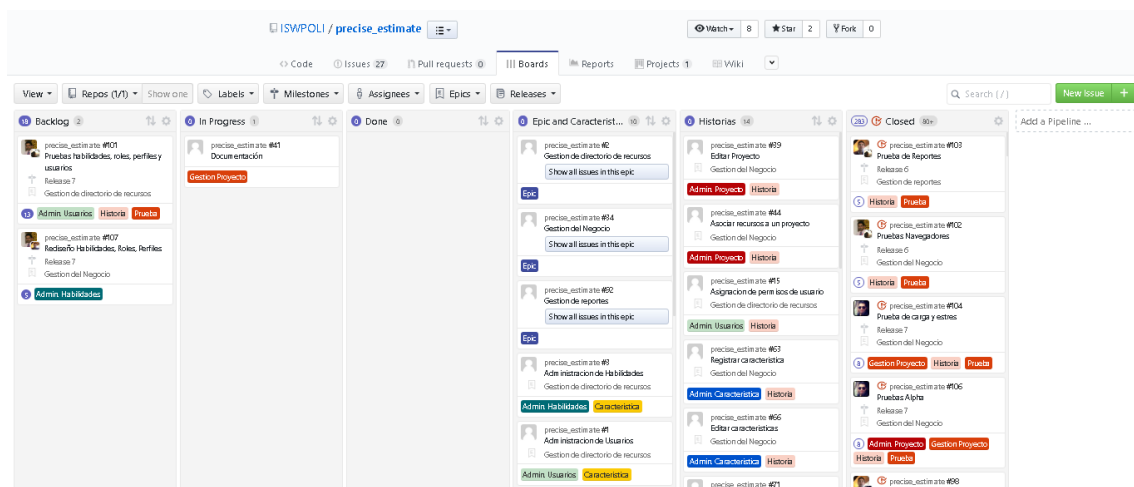 ISWPOLI / precise_estimate
Watch 8 Star 2 Fork 0
Code Issues 27 Pull requests 0 Boards Reports Projects 1 Wiki
View Repos (1/1) Show one Labels Milestones Assignees Epics Releases Search (/) New Issue +
18 Backlog 2
precise_estimate #101
Pruebas habilidades, roles, perfiles y
usuarios
Release 7
Gestion de directorio de recursos
13 Admin. Usuarios Historia Prueba
precise_estimate #107
Rediseño Habilidades, Roles, Perfiles
Release 7
Gestion del Negocio
5 Admin. Habilidades
0 In Progress 1
precise_estimate #41
Documentación
Gestion Proyecto
0 Done 0
0 Epic and Caracterist... 10
precise_estimate #2
Gestion de directorio de recursos
Show all issues in this epic
Epic
precise_estimate #34
Gestion del Negocio
Show all issues in this epic
Epic
precise_estimate #92
Gestion de reportes
Show all issues in this epic
Epic
precise_estimate #3
Administracion de Habilidades
Gestion de directorio de recursos
Admin. Habilidades Caracteristica
precise_estimate #1
Administracion de Usuarios
Gestion de directorio de recursos
Admin. Usuarios Caracteristica
0 Historias 14
precise_estimate #39
Editar Proyecto
Gestion del Negocio
Admin. Proyecto Historia
precise_estimate #44
Asociar recursos a un proyecto
Gestion del Negocio
Admin. Proyecto Historia
precise_estimate #15
Asignacion de permisos de usuario
Gestion de directorio de recursos
Admin. Usuarios Historia
precise_estimate #63
Registrar caracteristica
Gestion del Negocio
Admin. Caracteristica Historia
precise_estimate #66
Editar caracteristicas
Gestion del Negocio
Admin. Caracteristica Historia
precise_estimate #71
283 Closed 80+
precise_estimate #103
Prueba de Reportes
Release 6
Gestion de reportes
5 Historia Prueba
precise_estimate #102
Pruebas Navegadores
Release 6
Gestion del Negocio
5 Historia Prueba
precise_estimate #104
Prueba de carga y estres
Release 7
Gestion del Negocio
8 Gestion Proyecto Historia Prueba
precise_estimate #106
Pruebas Alpha
Release 7
Gestion del Negocio
8 Admin. Proyecto Gestion Proyecto
Historia Prueba
precise_estimate #98
Add a Pipeline ...